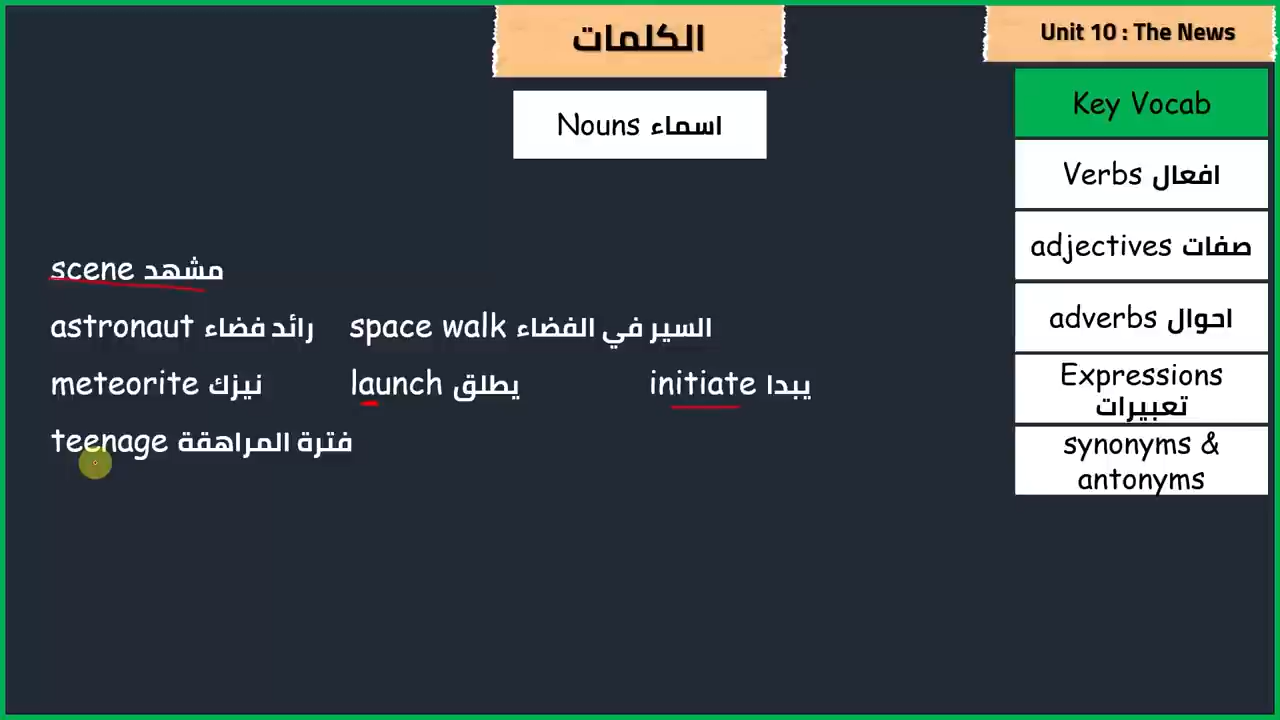 الكلمات
Unit 10 : The News
Nouns اسماء
Key Vocab
Verbs افعال
adjectives صفات
adverbs احوال
Expressions
تعبيرات
synonyms &
antonyms
scene مشهد
astronaut رائد فضاء space walk السير في الفضاء
meteorite نيزك launch يطلق initiate يبدا
teenage فترة المراهقة